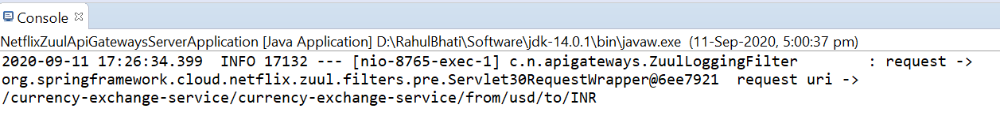 Console
NetflixZuulApiGatewaysServerApplication [Java Application] D:\RahulBhati\Software\jdk-14.0.1\bin\javaw.exe (11-Sep-2020, 5:00:37 pm)
2020-09-11 17:26:34.399  INFO 17132 --- [nio-8765-exec-1] c.n.apigateways.ZuulLoggingFilter        : request ->
org.springframework.cloud.netflix.zuul.filters.pre.Servlet30RequestWrapper@6ee7921  request uri ->
/currency-exchange-service/currency-exchange-service/from/usd/to/INR